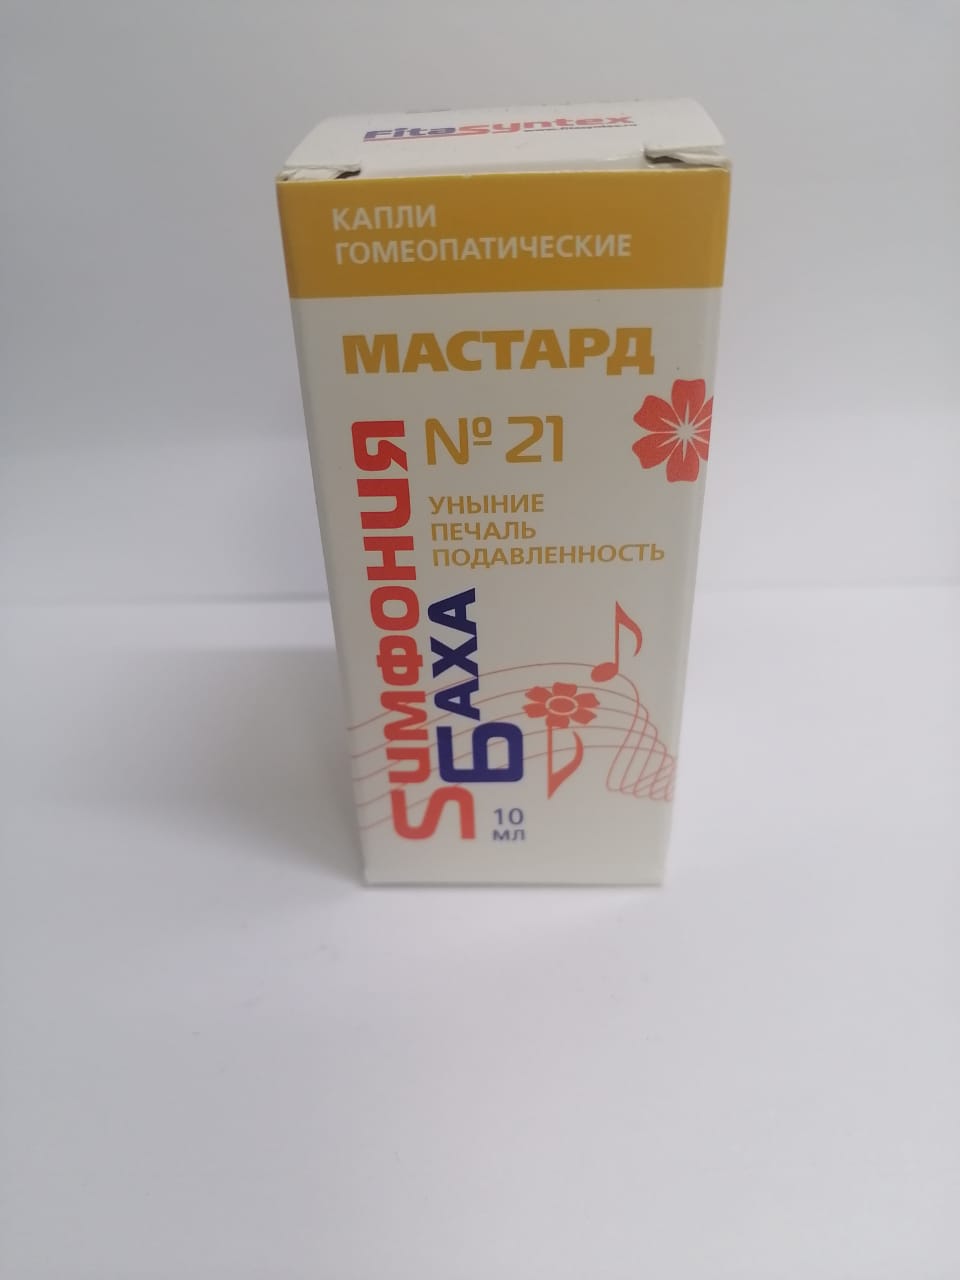 FitaSyntex
КАПЛИ
ГОМЕОПАТИЧЕСКИЕ
МАСТАРД
№ 21
УНЫНИЕ
ПЕЧАЛЬ
ПОДАВЛЕННОСТЬ
Sимфония
БАХА
10
мл